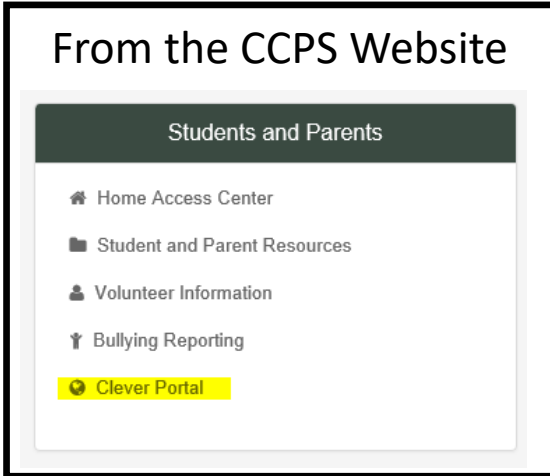 From the CCPS Website
Students and Parents
Home Access Center
Student and Parent Resources
Volunteer Information
Bullying Reporting
Clever Portal